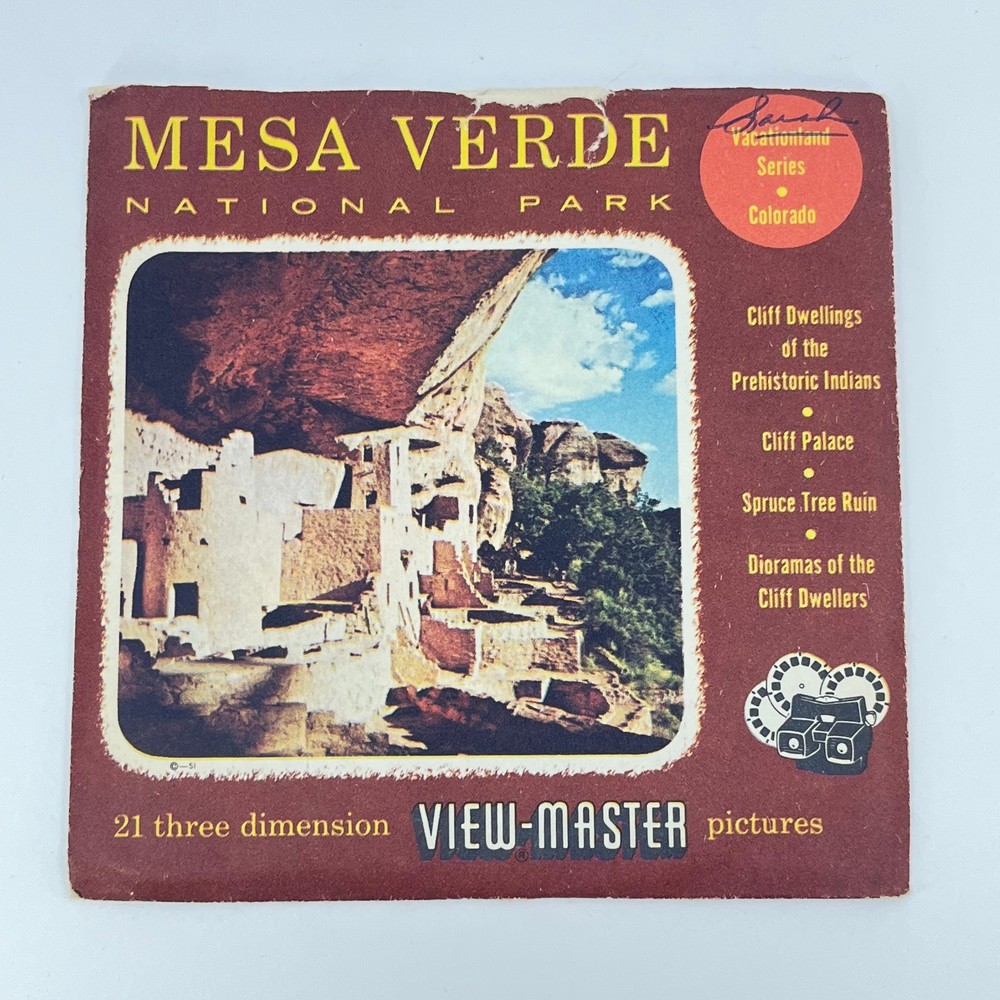 MESA VERDE
NATIONAL PARK
Sarah
Vacationland
Series
•
Colorado
Cliff Dwellings
of the
Prehistoric Indians
•
Cliff Palace
•
Spruce Tree Ruin
•
Dioramas of the
Cliff Dwellers
©—SI
21 three dimension VIEW-MASTER® pictures